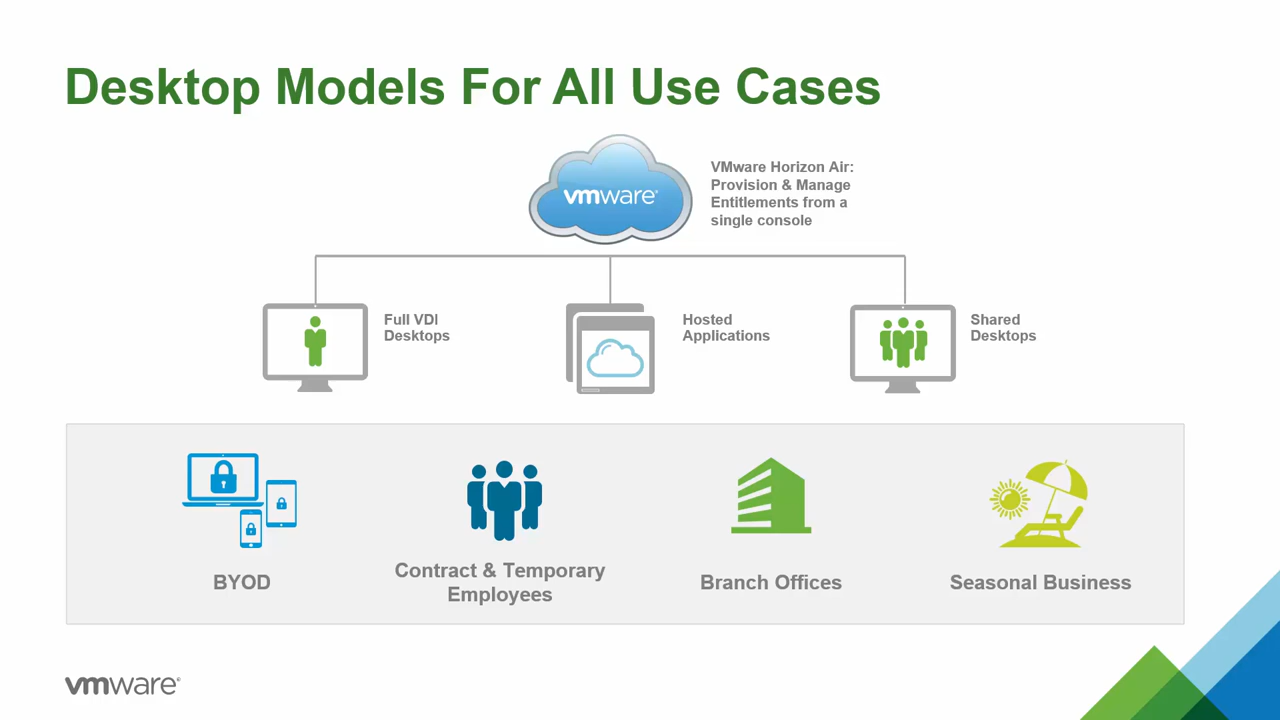 Desktop Models For All Use Cases
vmware®
VMware Horizon Air:
Provision & Manage
Entitlements from a
single console
Full VDI
Desktops
Hosted
Applications
Shared
Desktops
BYOD
Contract & Temporary
Employees
Branch Offices
Seasonal Business
vmware®